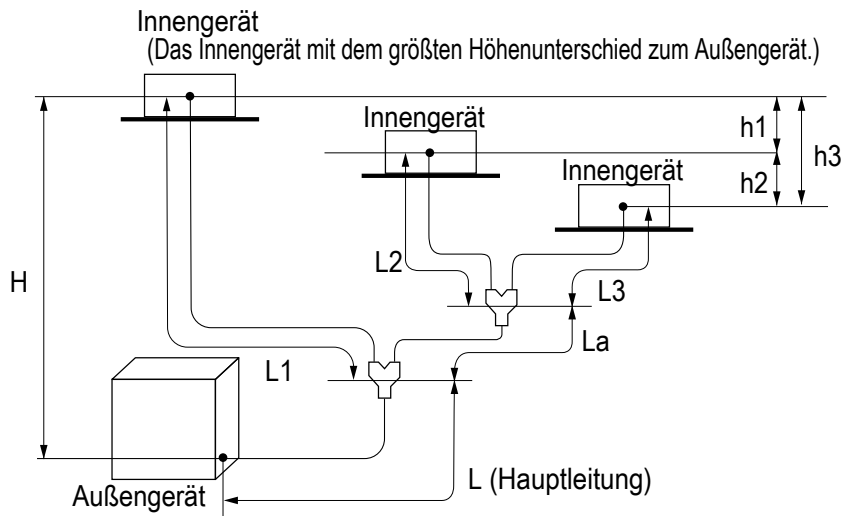 Innengerät
(Das Innengerät mit dem größten Höhenunterschied zum Außengerät.)
Innengerät
h1
h3
Innengerät
h2
H
L2
L3
La
L1
L (Hauptleitung)
Außengerät